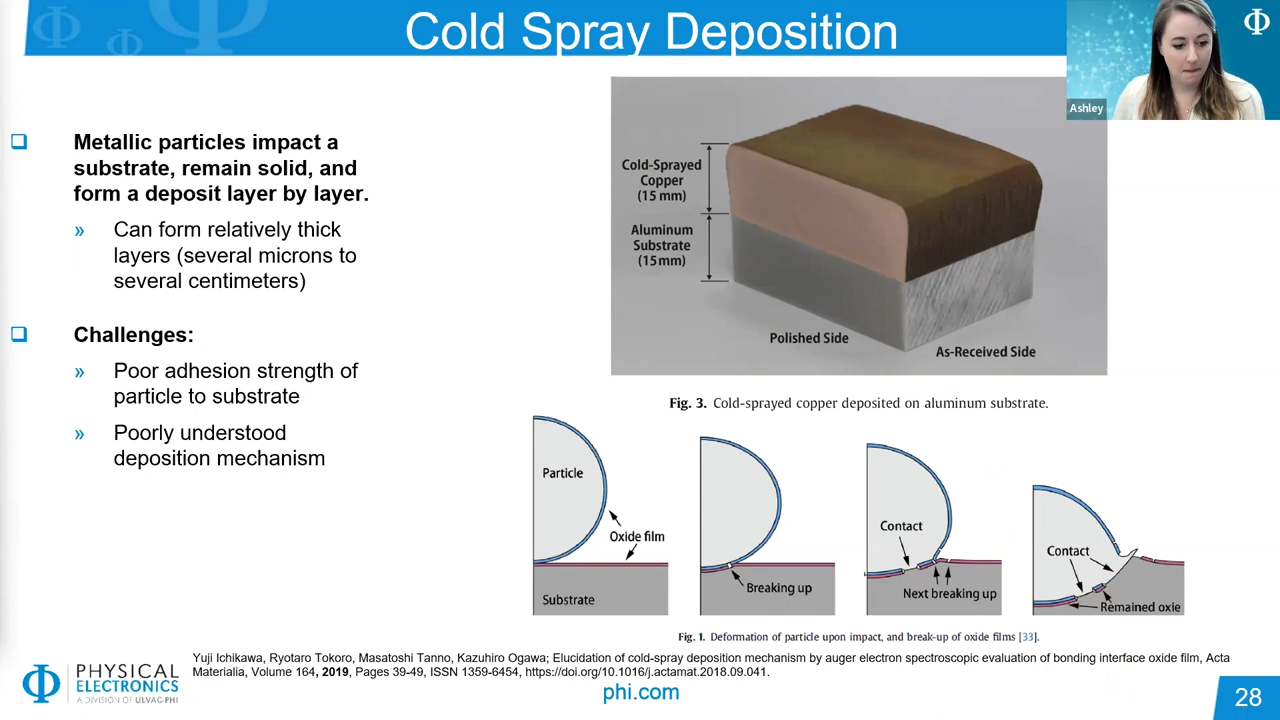 Cold Spray Deposition
Ashley
Metallic particles impact a
substrate, remain solid, and
form a deposit layer by layer.
» Can form relatively thick
layers (several microns to
several centimeters)
Challenges:
» Poor adhesion strength of
particle to substrate
» Poorly understood
deposition mechanism
Cold-Sprayed
Copper
(15 mm)
Aluminum
Substrate
(15mm)
Polished Side
As-Received Side
Fig. 3. Cold-sprayed copper deposited on aluminum substrate.
Particle
Oxide film
Substrate
Breaking up
Contact
Next breaking up
Contact
Remained oxie
Fig. 1. Deformation of particle upon impact, and break-up of oxide films [33].
Yuji Ichikawa, Ryotaro Tokoro, Masatoshi Tanno, Kazuhiro Ogawa; Elucidation of cold-spray deposition mechanism by auger electron spectroscopic evaluation of bonding interface oxide film, Acta
Materialia, Volume 164, 2019, Pages 39-49, ISSN 1359-6454, https://doi.org/10.1016/j.actamat.2018.09.041.
PHYSICAL
ELECTRONICS
A DIVISION OF ULVAC-PHI
phi.com
28